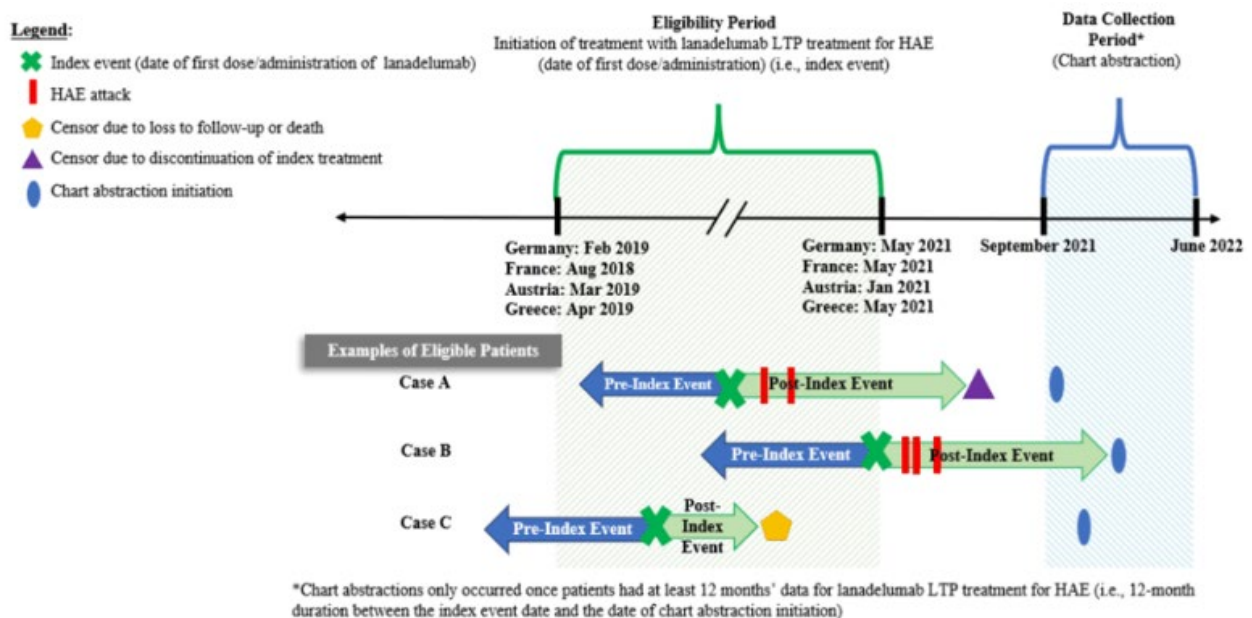 Legend:
Index event (date of first dose/administration of lanadelumab)
HAE attack
Censor due to loss to follow-up or death
Censor due to discontinuation of index treatment
Chart abstraction initiation
Eligibility Period
Initiation of treatment with lanadelumab LTP treatment for HAE
(date of first dose/administration) (i.e., index event)
Data Collection
Period*
(Chart abstraction)
Germany: Feb 2019
France: Aug 2018
Austria: Mar 2019
Greece: Apr 2019
Germany: May 2021
France: May 2021
Austria: Jan 2021
Greece: May 2021
September 2021
June 2022
Examples of Eligible Patients
Case A
Pre-Index Event
Post-Index Event
Case B
Pre-Index Event
Post-Index Event
Case C
Pre-Index Event
Post-
Index
Event
*Chart abstractions only occurred once patients had at least 12 months' data for lanadelumab LTP treatment for HAE (i.e., 12-month
duration between the index event date and the date of chart abstraction initiation)